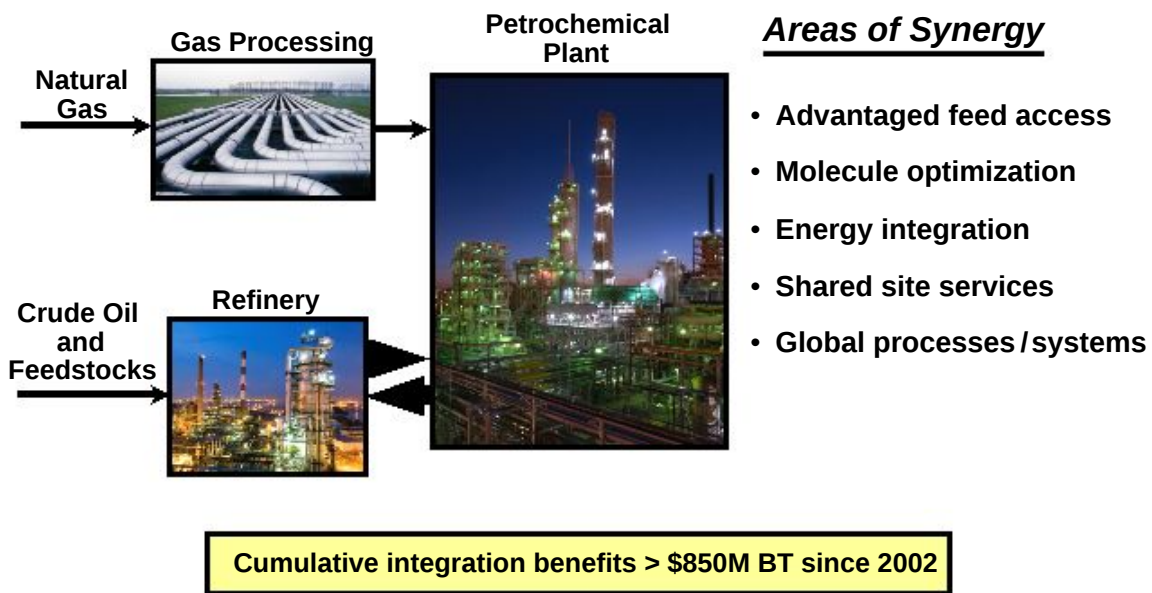 Gas Processing
Natural
Gas
Petrochemical
Plant
Refinery
Crude Oil
and
Feedstocks
Areas of Synergy
• Advantaged feed access
• Molecule optimization
• Energy integration
• Shared site services
• Global processes/systems
Cumulative integration benefits > $850M BT since 2002